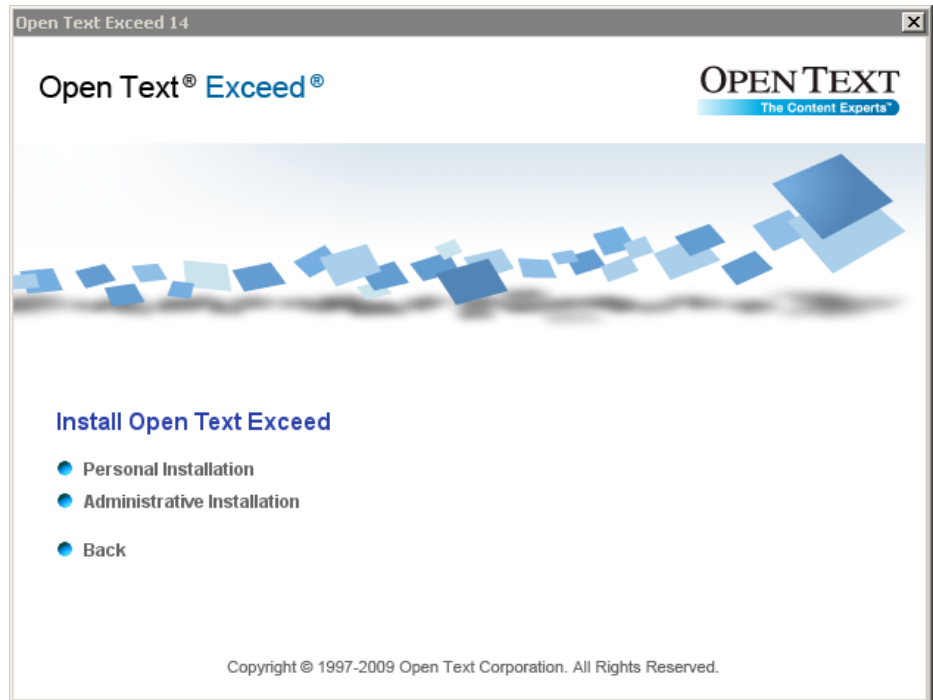 Open Text Exceed 14
Open Text® Exceed®
OPEN TEXT
The Content Experts™
Install Open Text Exceed
Personal Installation
Administrative Installation
Back
Copyright © 1997-2009 Open Text Corporation. All Rights Reserved.